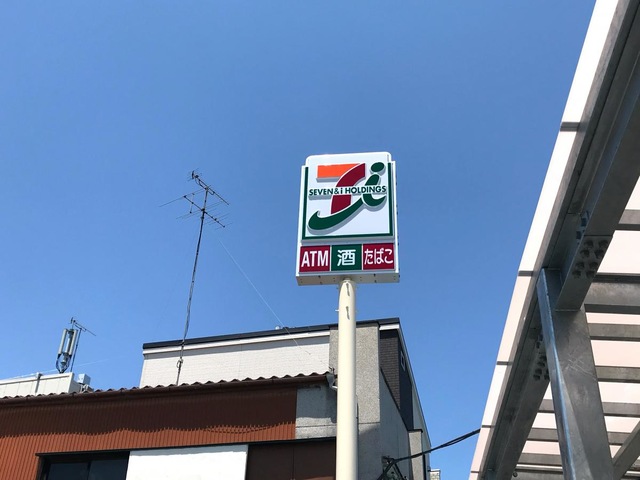 SEVEN & i HOLDINGS
ATM 酒 たばこ